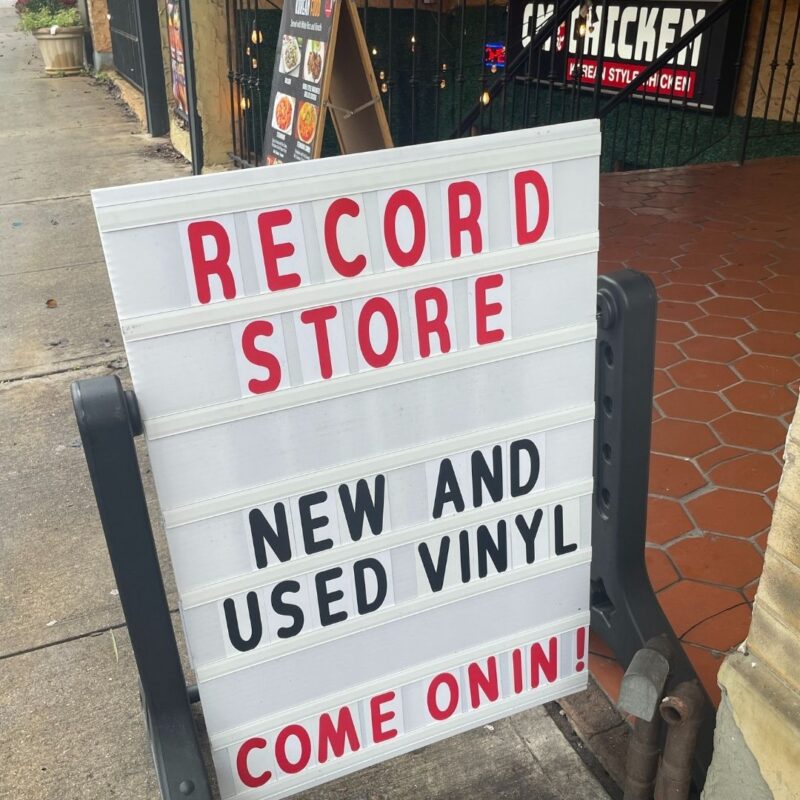 CHICKEN
KOREAN STYLE CHICKEN
RECORD
STORE
NEW AND
USED VINYL
COME ON IN!